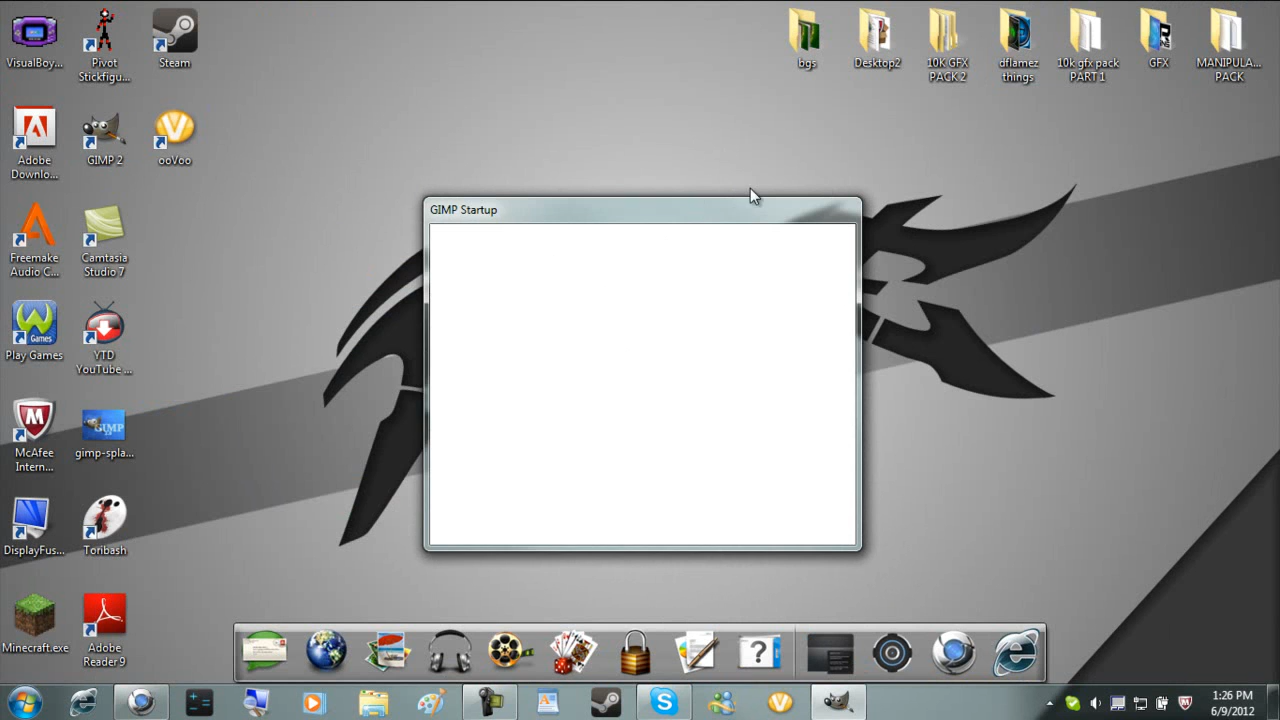 VisualBoy...
Pivot
Stickfigu...
Steam
bgs
Desktop2
10K GFX
PACK 2
dflamez
things
10k gfx pack
PART 1
GFX
MANIPULA...
PACK
Adobe
Downlo...
GIMP 2
ooVoo
GIMP Startup
Freemake
Audio C...
Camtasia
Studio 7
Games
Play Games
YTD
YouTube ...
McAfee
Intern...
GIMP
gimp-spla...
DisplayFus...
Toribash
Minecraft.exe
Adobe
Reader 9
1:26 PM
6/9/2012